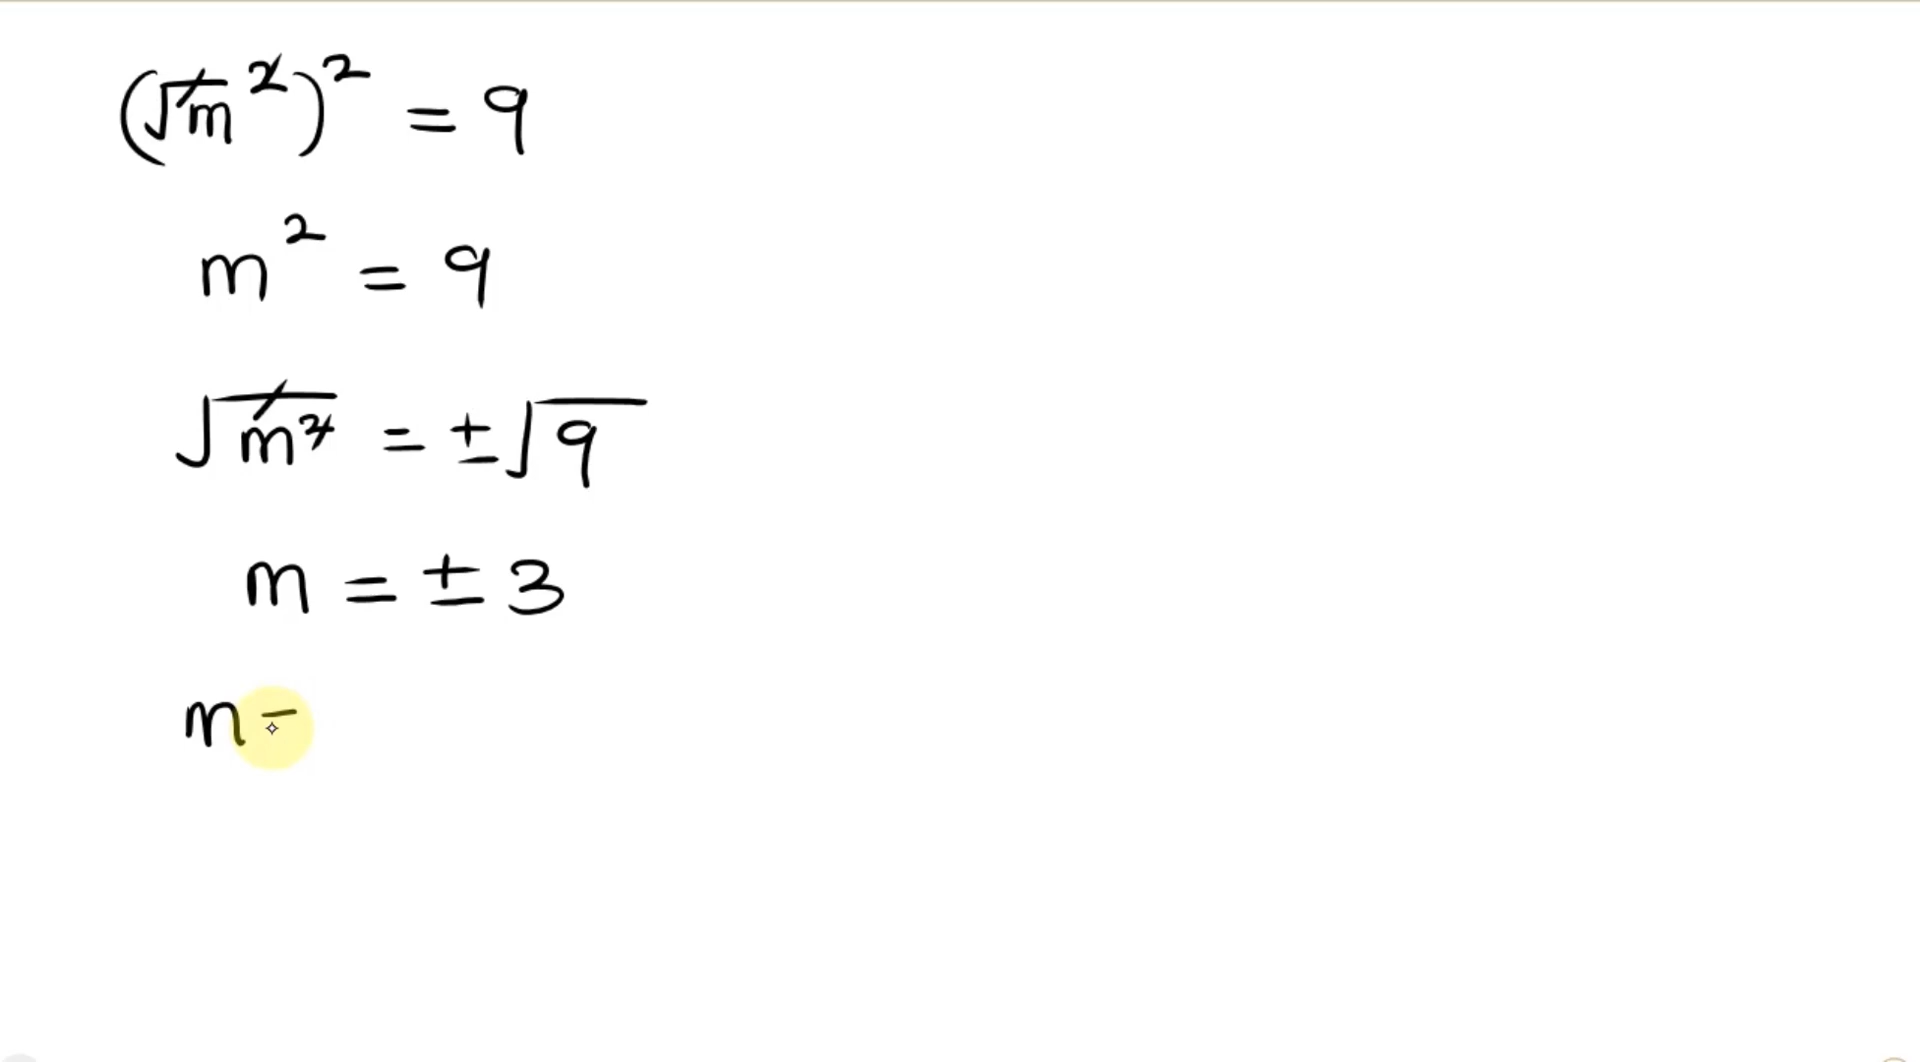 (√m²)² = 9
m² = 9
√m² = ±√9
m = ±3
m -